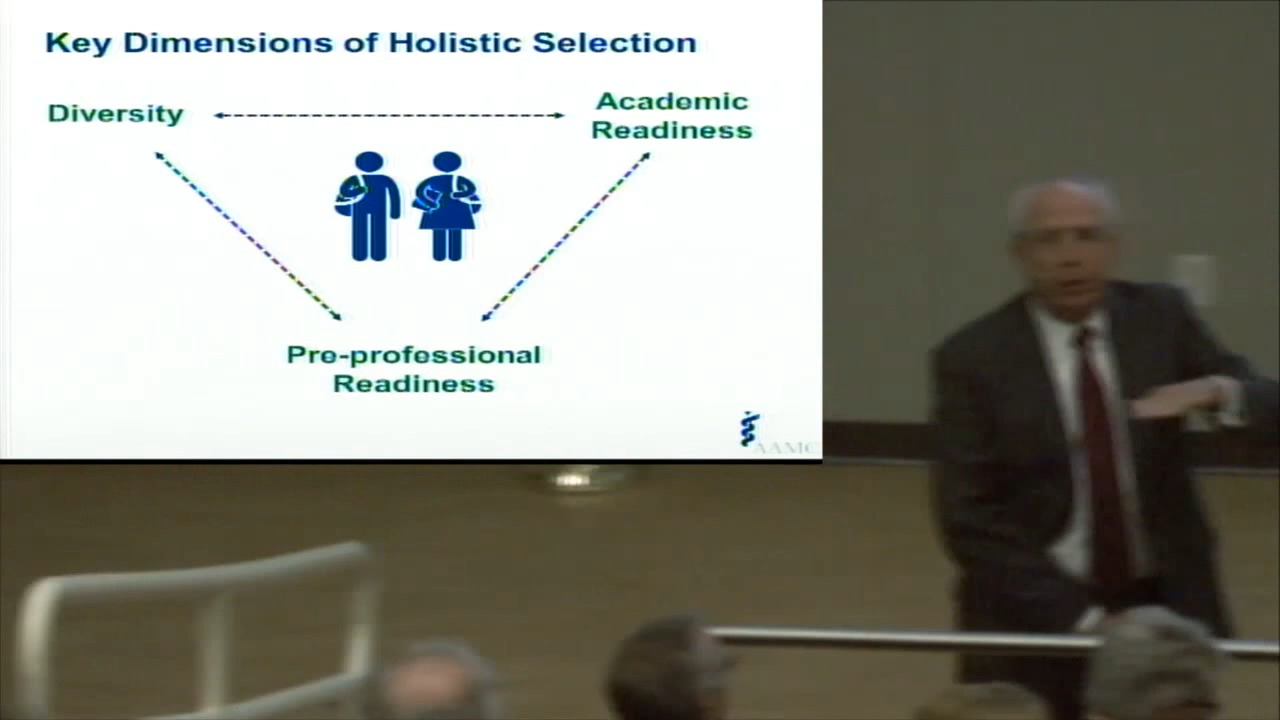 Key Dimensions of Holistic Selection
Diversity
Academic
Readiness
Pre-professional
Readiness
AAMC